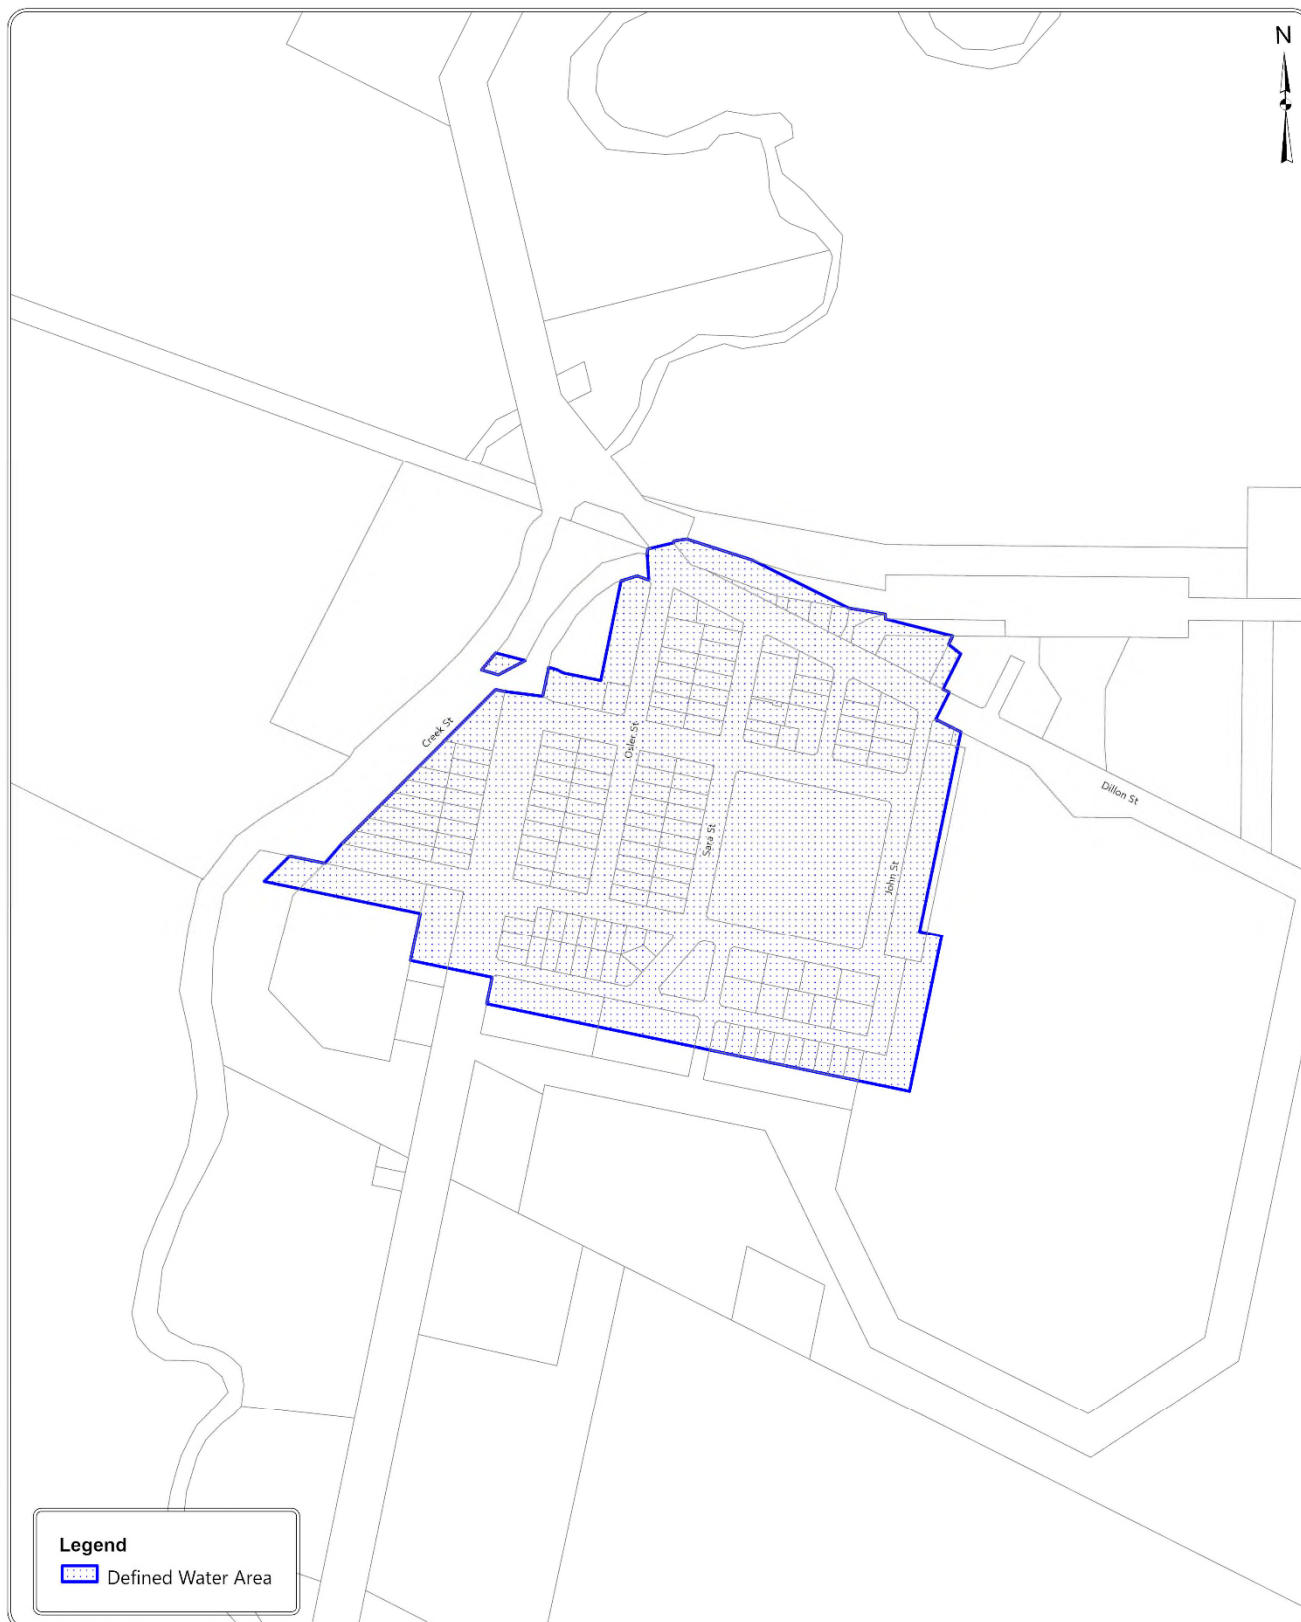 N
Creek St
Osler St
Sara St
John St
Dillon St
Legend
Defined Water Area